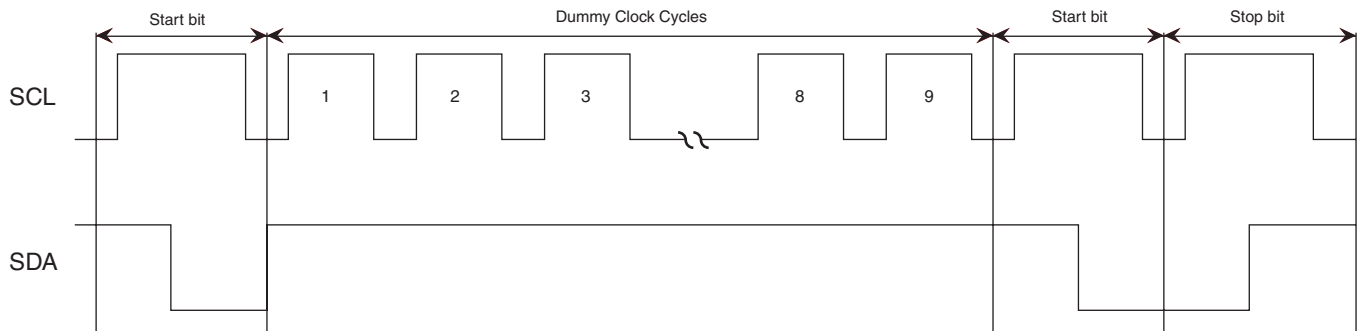 Start bit
Dummy Clock Cycles
Start bit
Stop bit
SCL
1
2
3
8
9
SDA